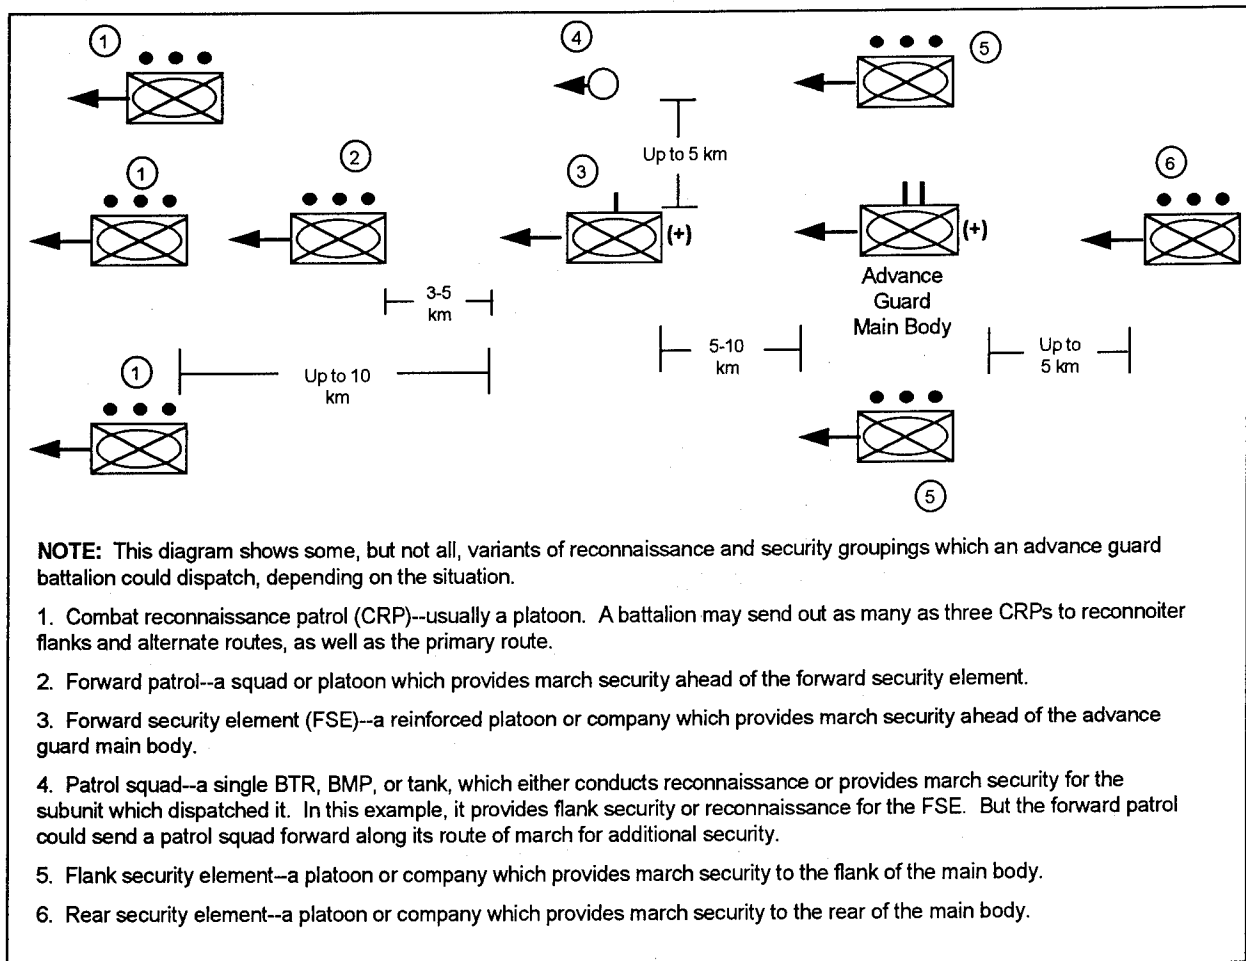 1
4
5
Up to 5 km
1
2
3
6
(+)
(+)
Advance
Guard
Main Body
3-5
km
5-10
km
Up to
5 km
1
Up to 10
km
5
NOTE: This diagram shows some, but not all, variants of reconnaissance and security groupings which an advance guard
battalion could dispatch, depending on the situation.
1. Combat reconnaissance patrol (CRP)--usually a platoon. A battalion may send out as many as three CRPs to reconnoiter
flanks and alternate routes, as well as the primary route.
2. Forward patrol--a squad or platoon which provides march security ahead of the forward security element.
3. Forward security element (FSE)--a reinforced platoon or company which provides march security ahead of the advance
guard main body.
4. Patrol squad--a single BTR, BMP, or tank, which either conducts reconnaissance or provides march security for the
subunit which dispatched it. In this example, it provides flank security or reconnaissance for the FSE. But the forward patrol
could send a patrol squad forward along its route of march for additional security.
5. Flank security element--a platoon or company which provides march security to the flank of the main body.
6. Rear security element--a platoon or company which provides march security to the rear of the main body.